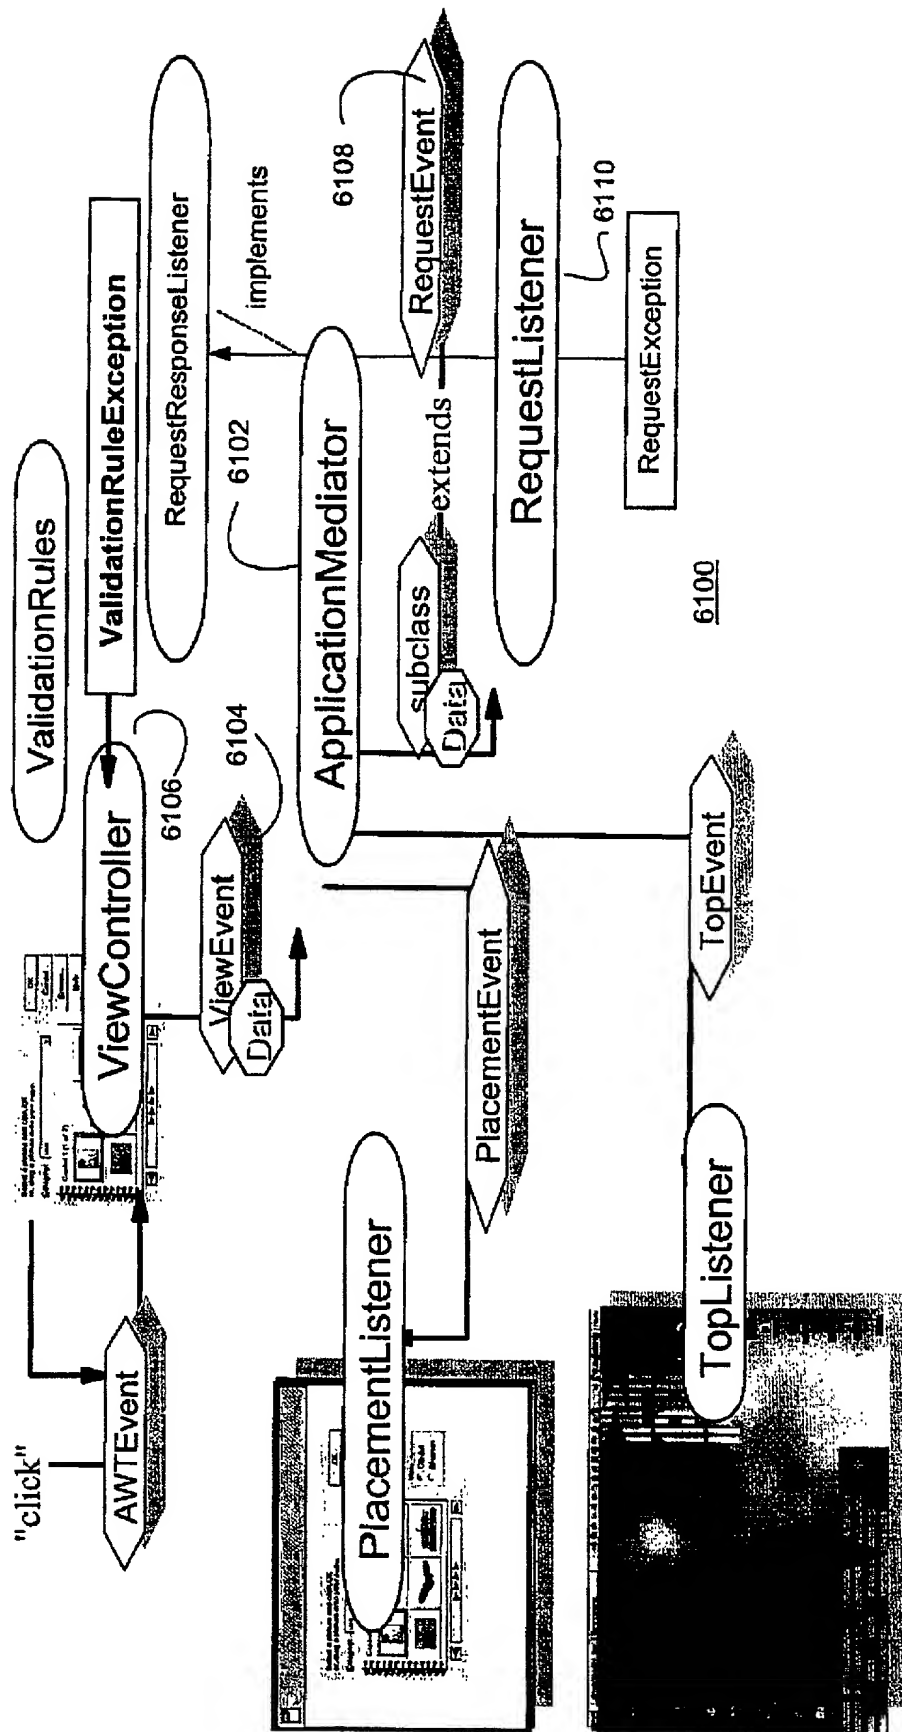 "click"
AWTEvent
ViewController
ValidationRules
ValidationRuleException
RequestResponseListener
implements
6106
6104
ViewEvent
Data
6102
ApplicationMediator
6108
RequestEvent
subclass
Data
extends
RequestListener
6110
RequestException
PlacementListener
PlacementEvent
TopListener
TopEvent
6100